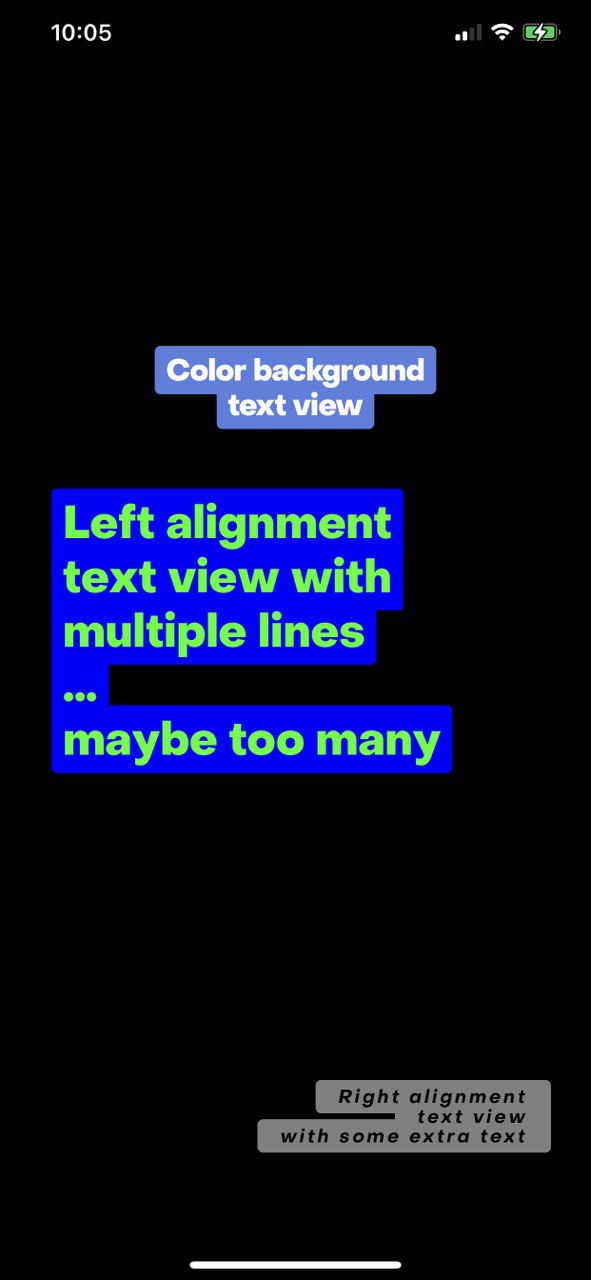 10:05
Color background
text view
Left alignment
text view with
multiple lines
...
maybe too many
Right alignment
text view
with some extra text